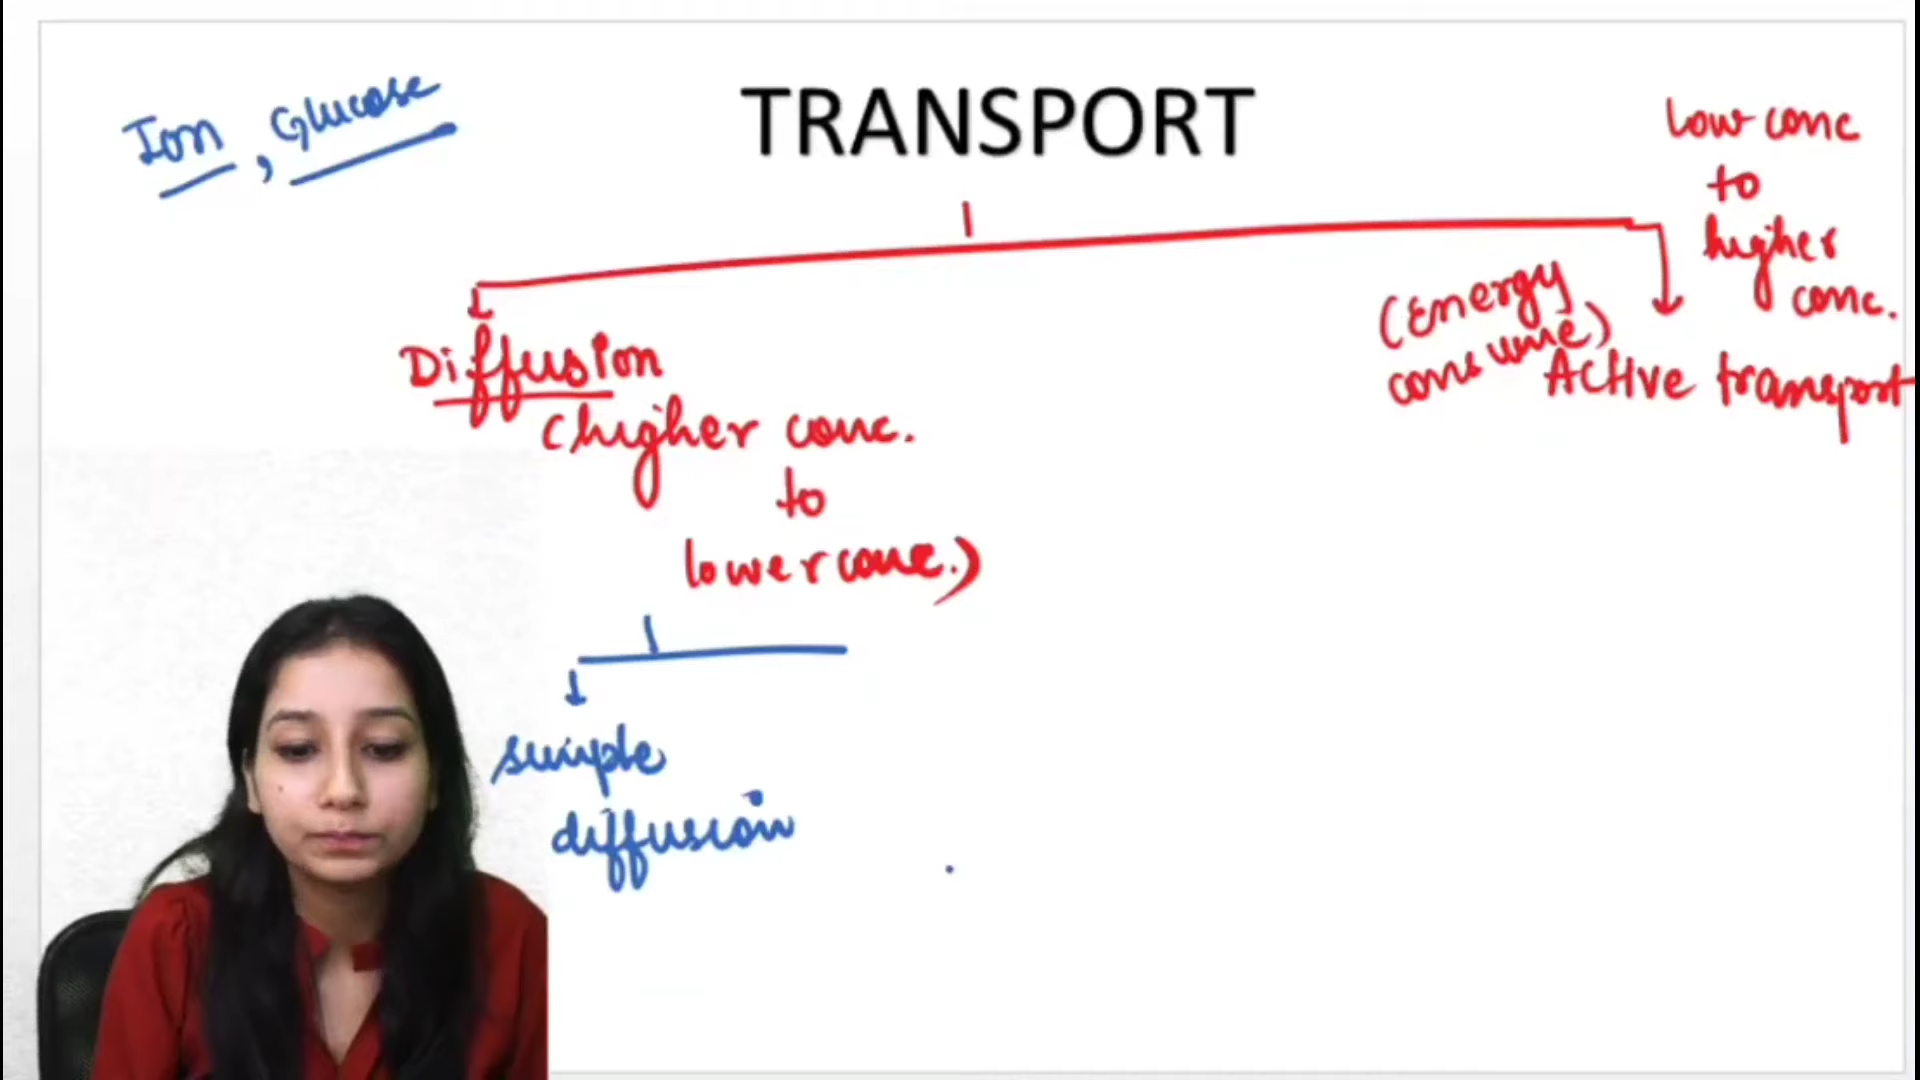 TRANSPORT
Ion, Glucose
low conc
to
higher
conc.
(Energy
consume)
Active transport
Diffusion
(higher conc.
to
lower conc.)
simple
diffusion